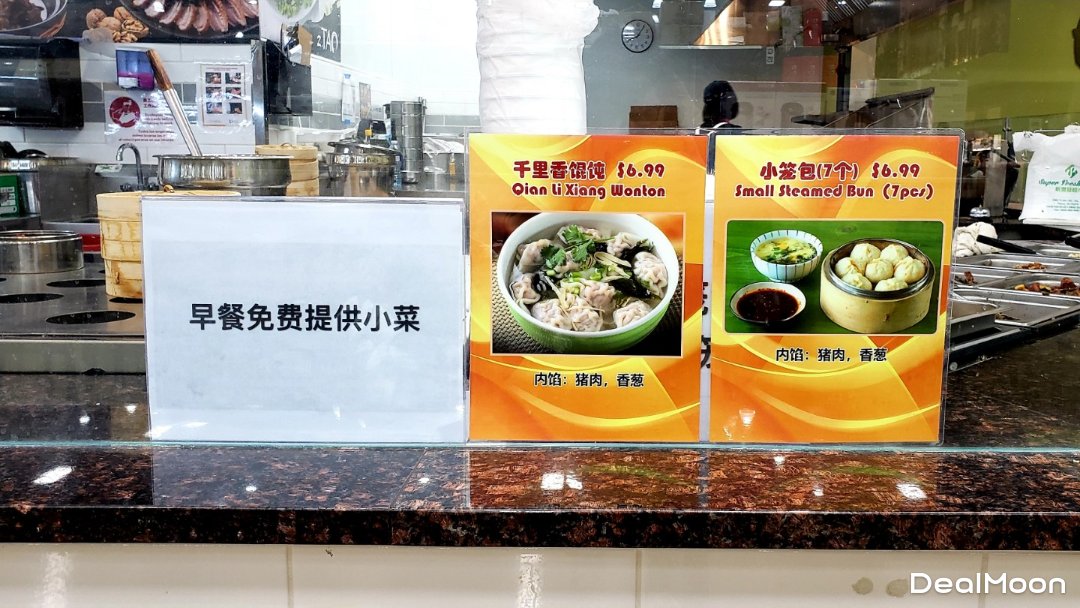 早餐免费提供小菜
千里香馄饨 $6.99
Qian Li Xiang Wonton
内馅：猪肉，香葱
小笼包(7个) $6.99
Small Steamed Bun (7pcs)
内馅：猪肉，香葱
Super Fresh
DealMoon